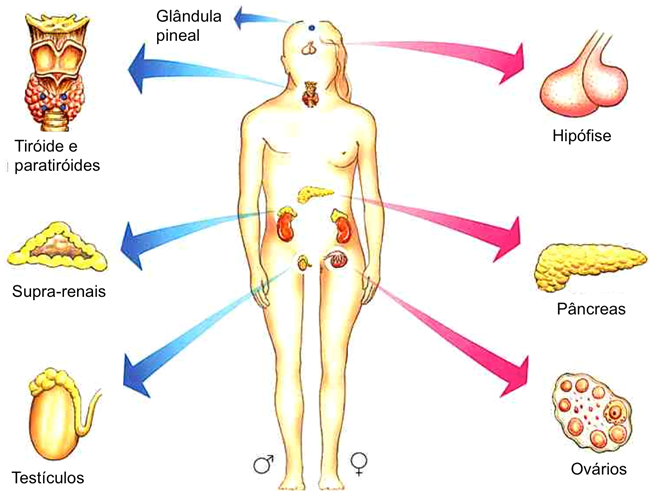 Glândula
pineal
Tiróide e
paratiróides
Hipófise
Supra-renais
Pâncreas
Testículos
♂
♀
Ovários